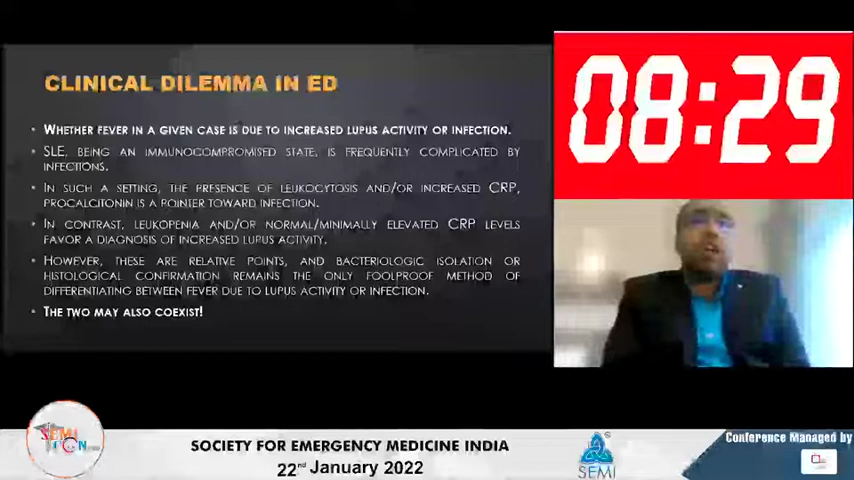 CLINICAL DILEMMA IN ED
• WHETHER FEVER IN A GIVEN CASE IS DUE TO INCREASED LUPUS ACTIVITY OR INFECTION.
• SLE, BEING AN IMMUNOCOMPROMISED STATE, IS FREQUENTLY COMPLICATED BY
INFECTIONS.
• IN SUCH A SETTING, THE PRESENCE OF LEUKOCYTOSIS AND/OR INCREASED CRP,
PROCALCITONIN IS A POINTER TOWARD INFECTION.
• IN CONTRAST, LEUKOPENIA AND/OR NORMAL/MINIMALLY ELEVATED CRP LEVELS
FAVOR A DIAGNOSIS OF INCREASED LUPUS ACTIVITY.
• HOWEVER, THESE ARE RELATIVE POINTS, AND BACTERIOLOGIC ISOLATION OR
HISTOLOGICAL CONFIRMATION REMAINS THE ONLY FOOLPROOF METHOD OF
DIFFERENTIATING BETWEEN FEVER DUE TO LUPUS ACTIVITY OR INFECTION.
• THE TWO MAY ALSO COEXIST!
08:29
SOCIETY FOR EMERGENCY MEDICINE INDIA
22nd January 2022
SEMI
Conference Managed by